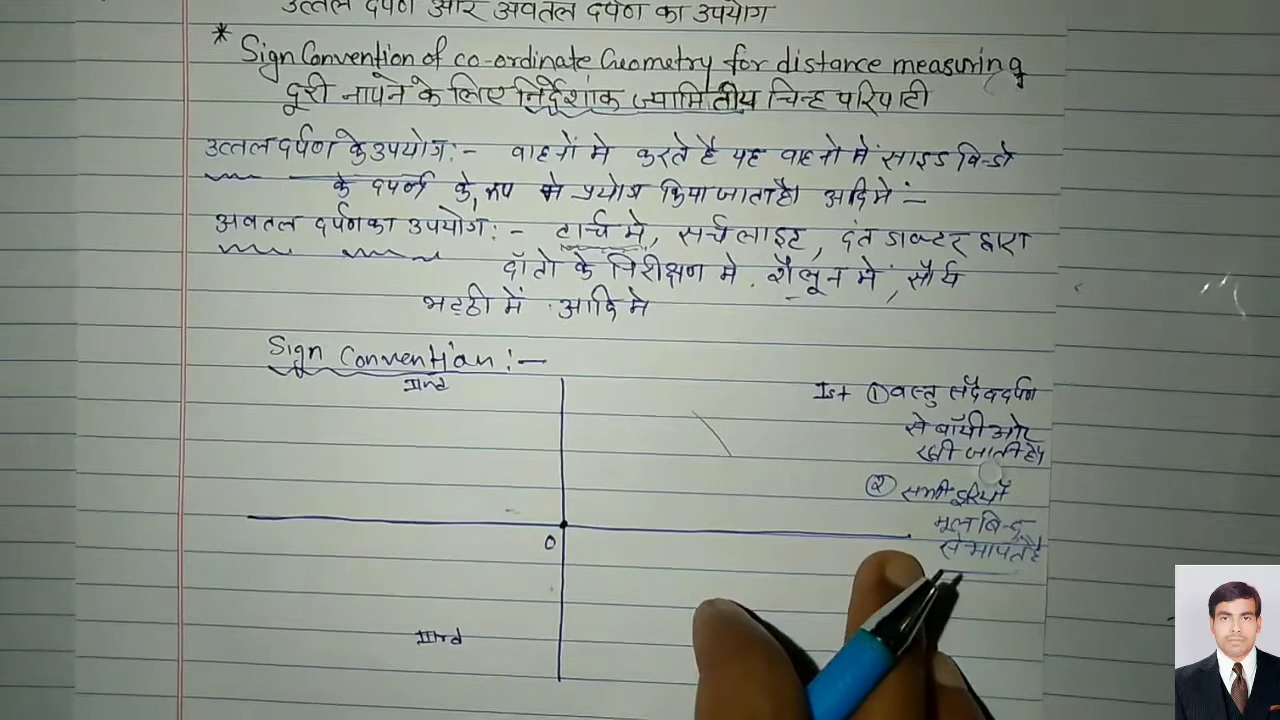 उत्तल दर्पण और अवतल दर्पण का उपयोग
* Sign Convention of co-ordinate Geometry for distance measuring
दूरी नापने के लिए निर्देशांक ज्यामितीय चिन्ह परिपाटी
उत्तल दर्पण के उपयोग :- वाहनों मे करते है यह वाहनो में साइड विन्डो
के दर्पण के रूप में प्रयोग किया जाता है। आदि में :-
अवतल दर्पण का उपयोग :- टार्च मे, सर्च लाइट, दंत डाक्टर द्वारा
दाँतो के निरीक्षण मे, शैलून में, सौर्य
भट्ठी में आदि मे
Sign Convention :-
IInd
Ist ① वस्तु सदैव दर्पण
से बाँयी ओर
रखी जाती है।
② सभी दूरियाँ
मूल बिन्दु
से मापते है
0
IIIrd